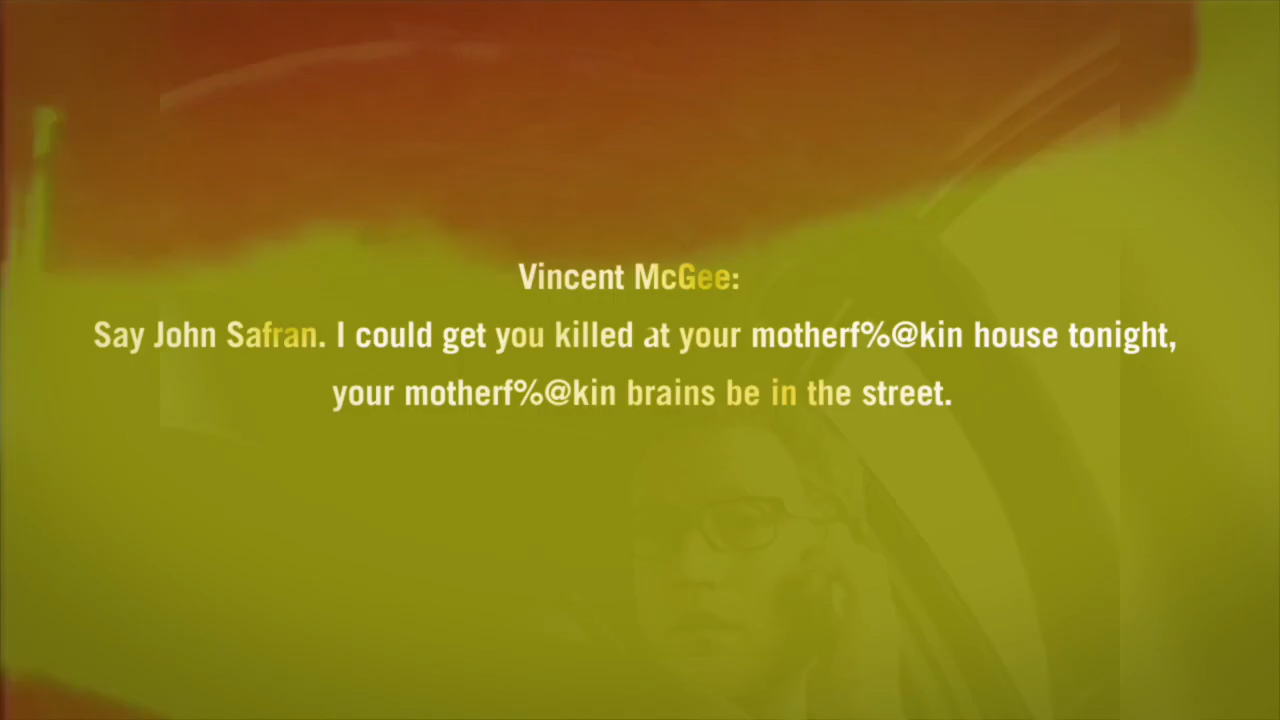 Vincent McGee:
Say John Safran. I could get you killed at your motherf%@kin house tonight,
your motherf%@kin brains be in the street.